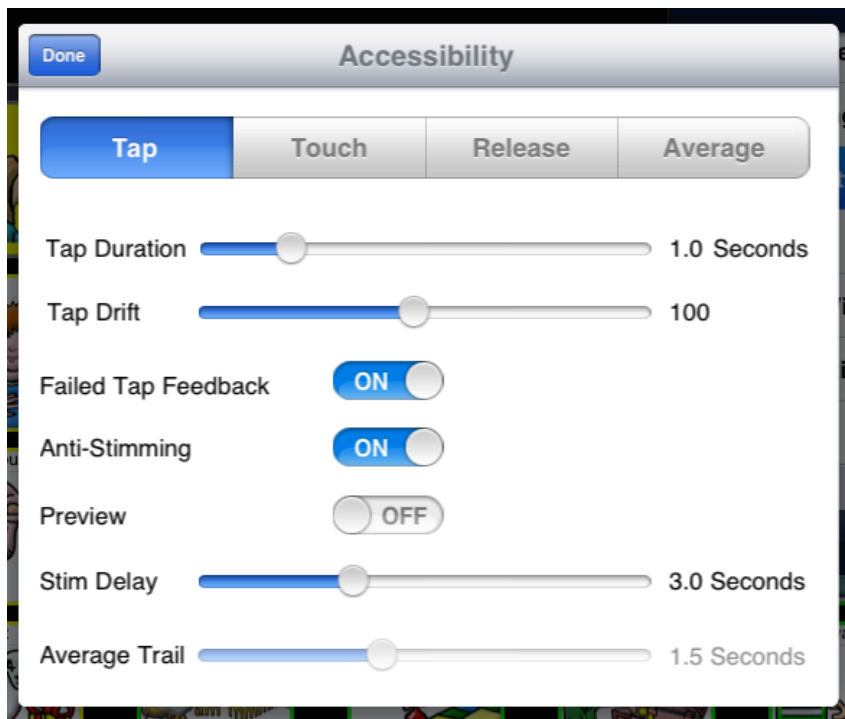 Done
Accessibility
Tap Touch Release Average
Tap Duration 1.0 Seconds
Tap Drift 100
Failed Tap Feedback ON
Anti-Stimming ON
Preview OFF
Stim Delay 3.0 Seconds
Average Trail 1.5 Seconds